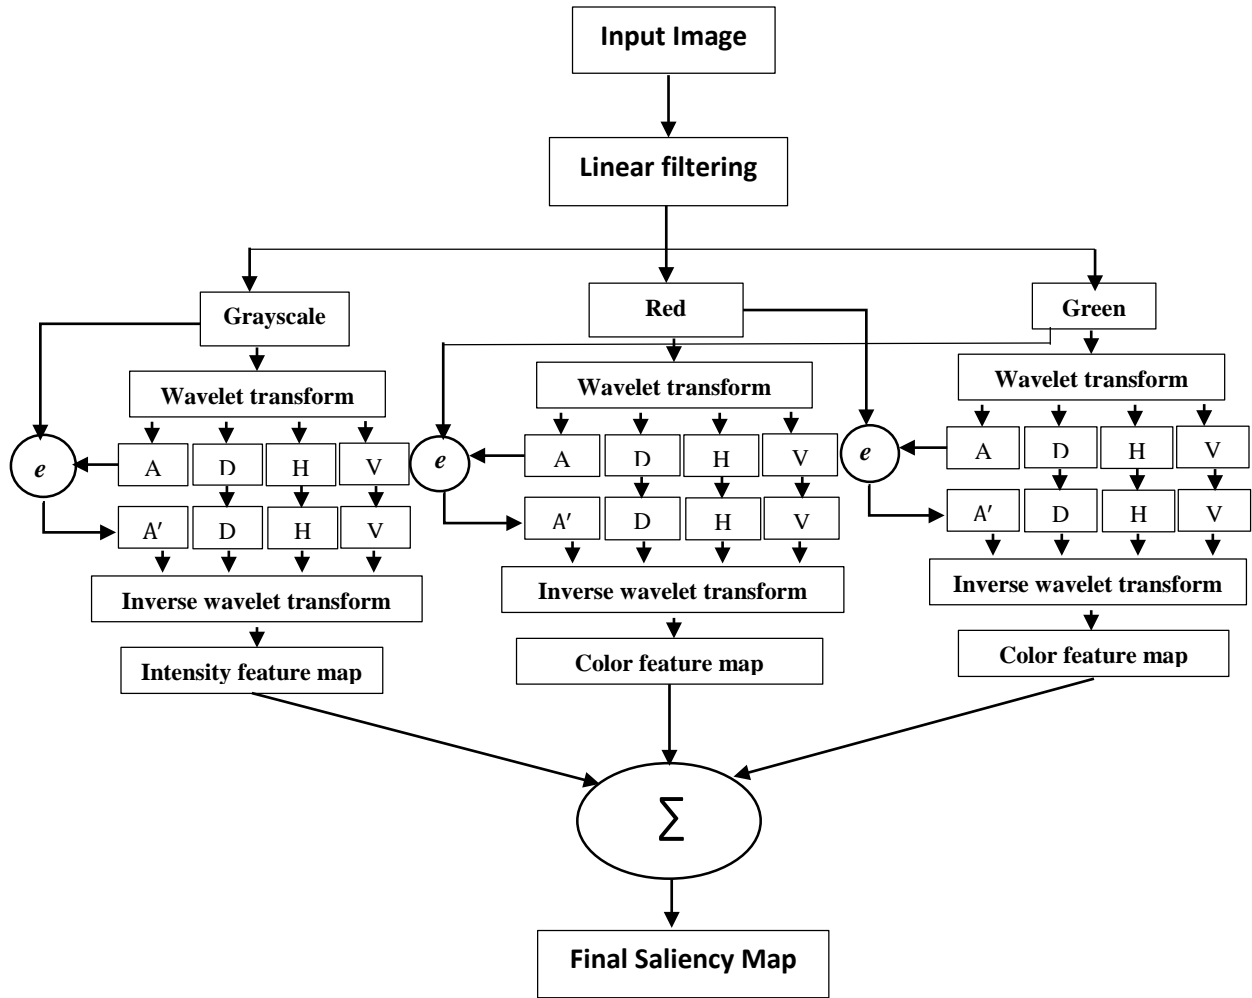 Input Image
Linear filtering
Grayscale
Red
Green
Wavelet transform
Wavelet transform
Wavelet transform
e
A
D
H
V
e
A
D
H
V
e
A
D
H
V
A′
D
H
V
A′
D
H
V
A′
D
H
V
Inverse wavelet transform
Inverse wavelet transform
Inverse wavelet transform
Intensity feature map
Color feature map
Color feature map
Σ
Final Saliency Map